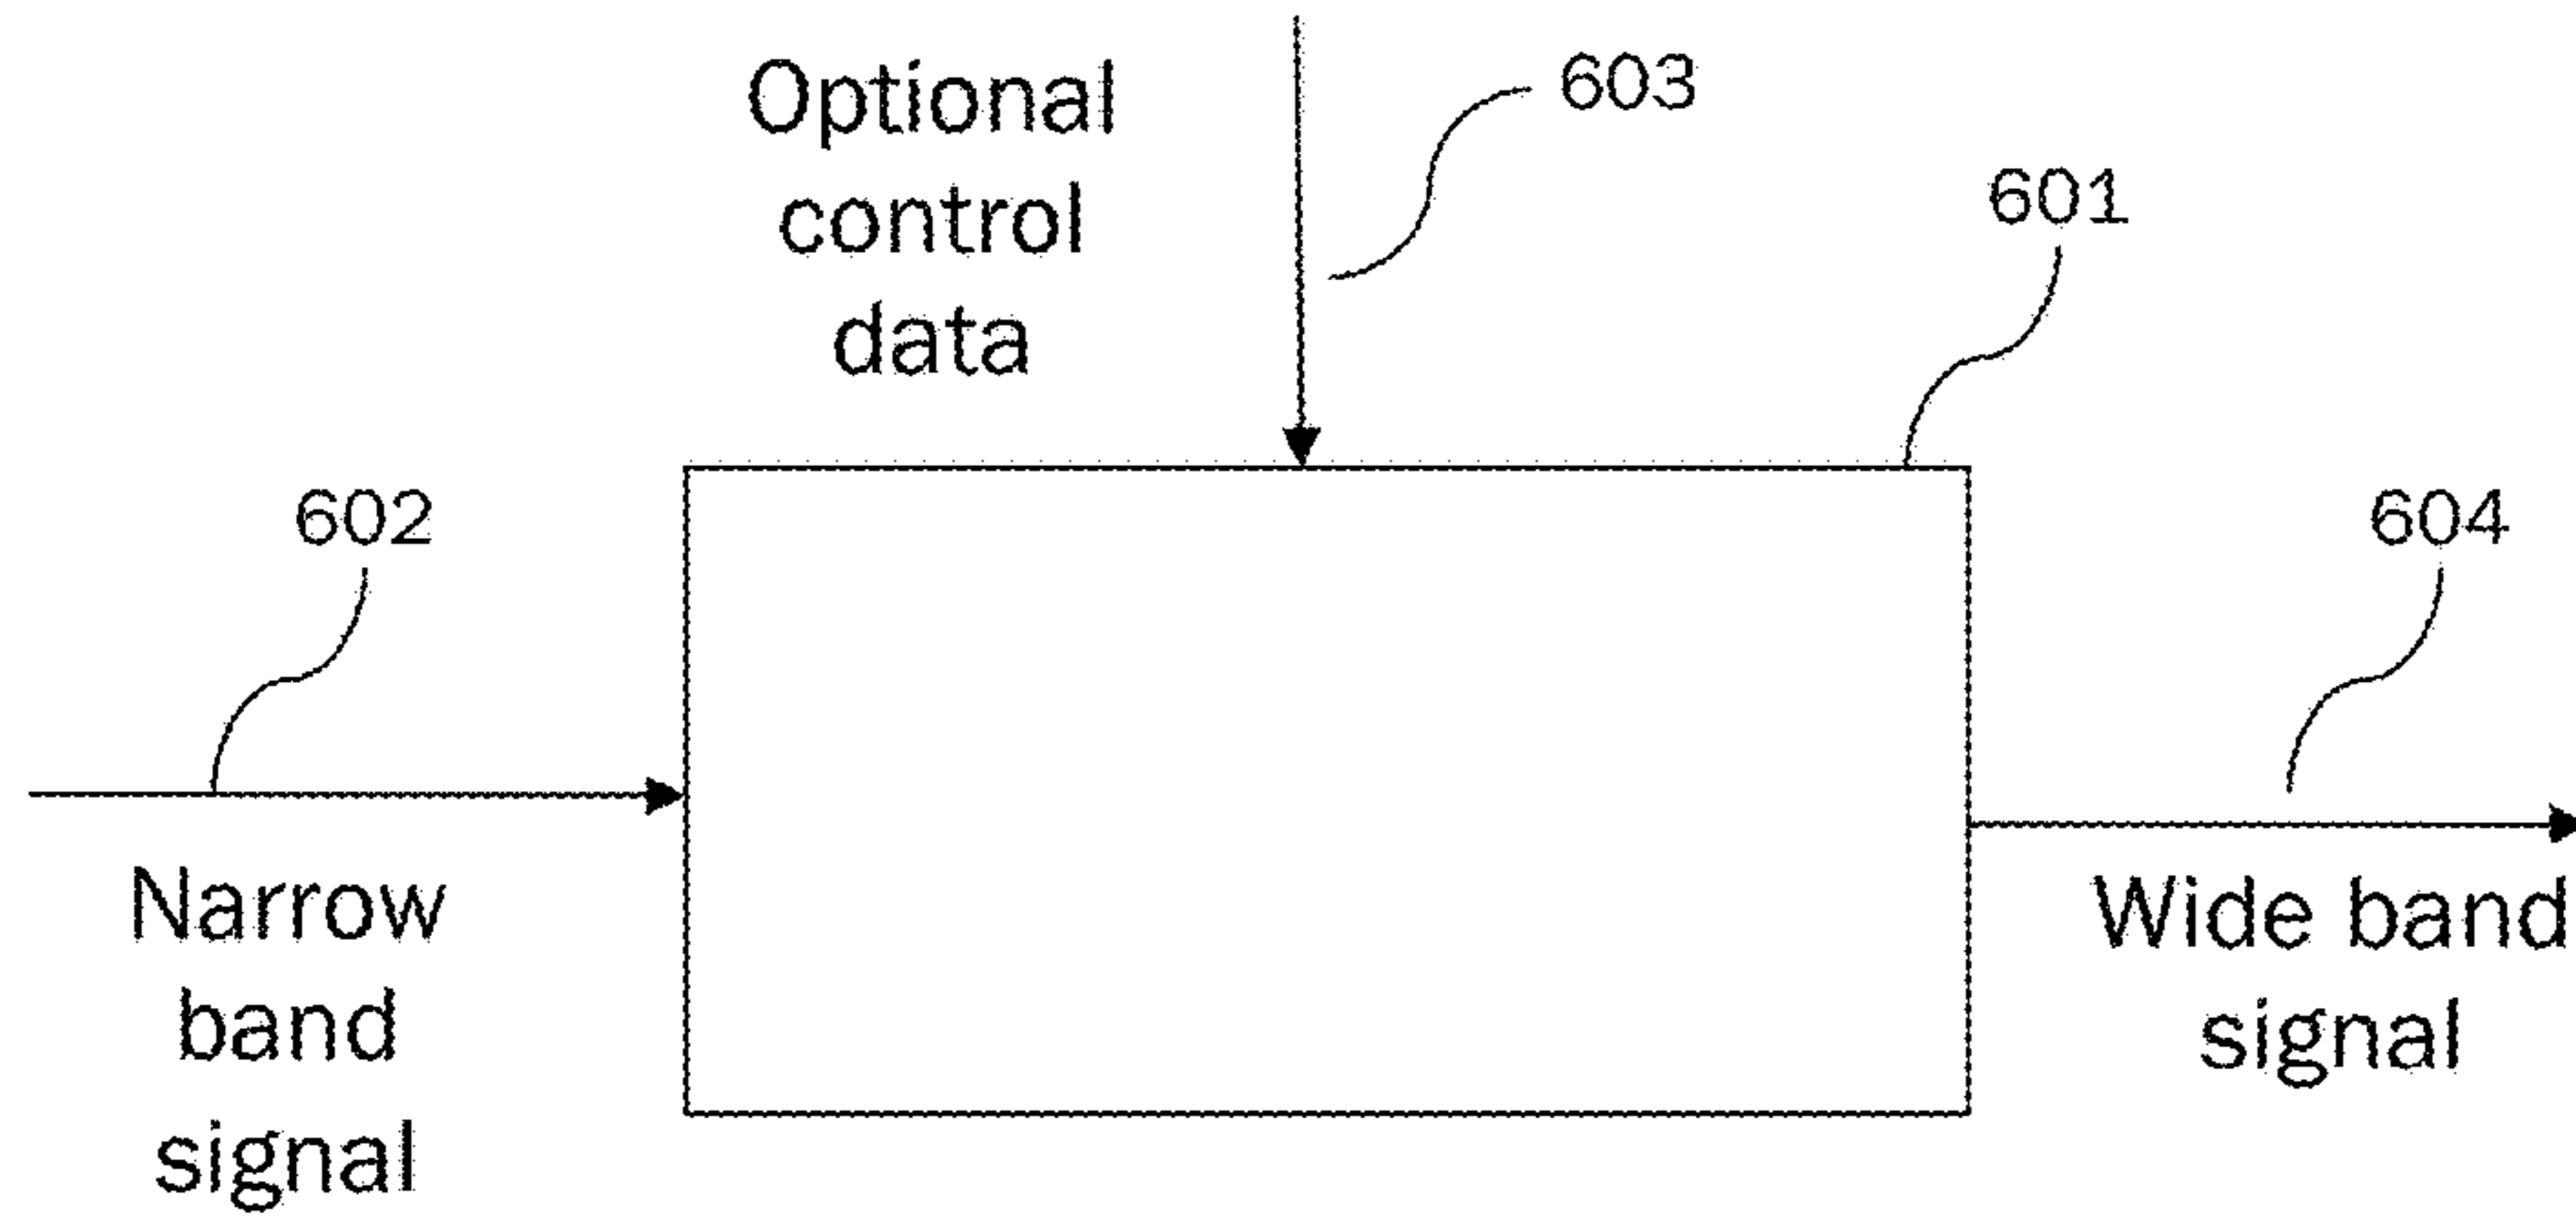 Optional
control
data
603
601
602
604
Narrow
band
signal
Wide band
signal